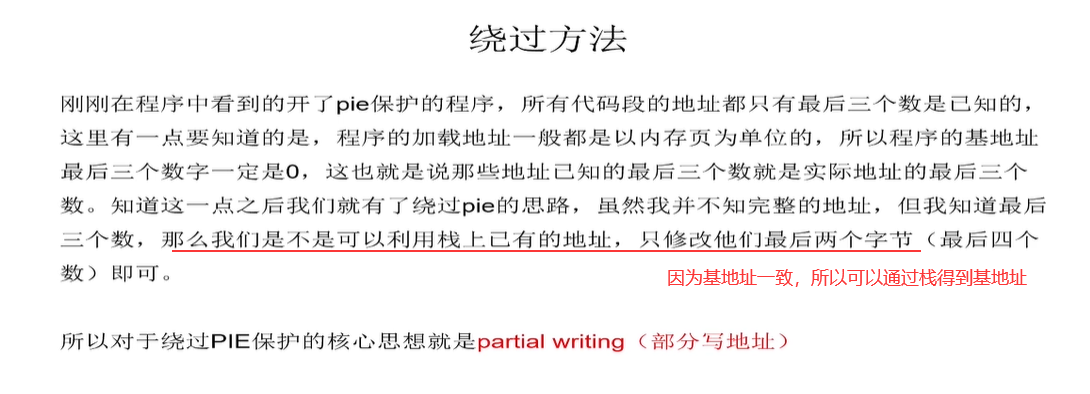 绕过方法
刚刚在程序中看到的开了pie保护的程序，所有代码段的地址都只有最后三个数是已知的，
这里有一点要知道的是，程序的加载地址一般都是以内存页为单位的，所以程序的基地址
最后三个数字一定是0，这也就是说那些地址已知的最后三个数就是实际地址的最后三个
数。知道这一点之后我们就有了绕过pie的思路，虽然我并不知完整的地址，但我知道最后
三个数，那么我们是不是可以利用栈上已有的地址，只修改他们最后两个字节（最后四个
数）即可。
因为基地址一致，所以可以通过栈得到基地址
所以对于绕过PIE保护的核心思想就是partial writing（部分写地址）